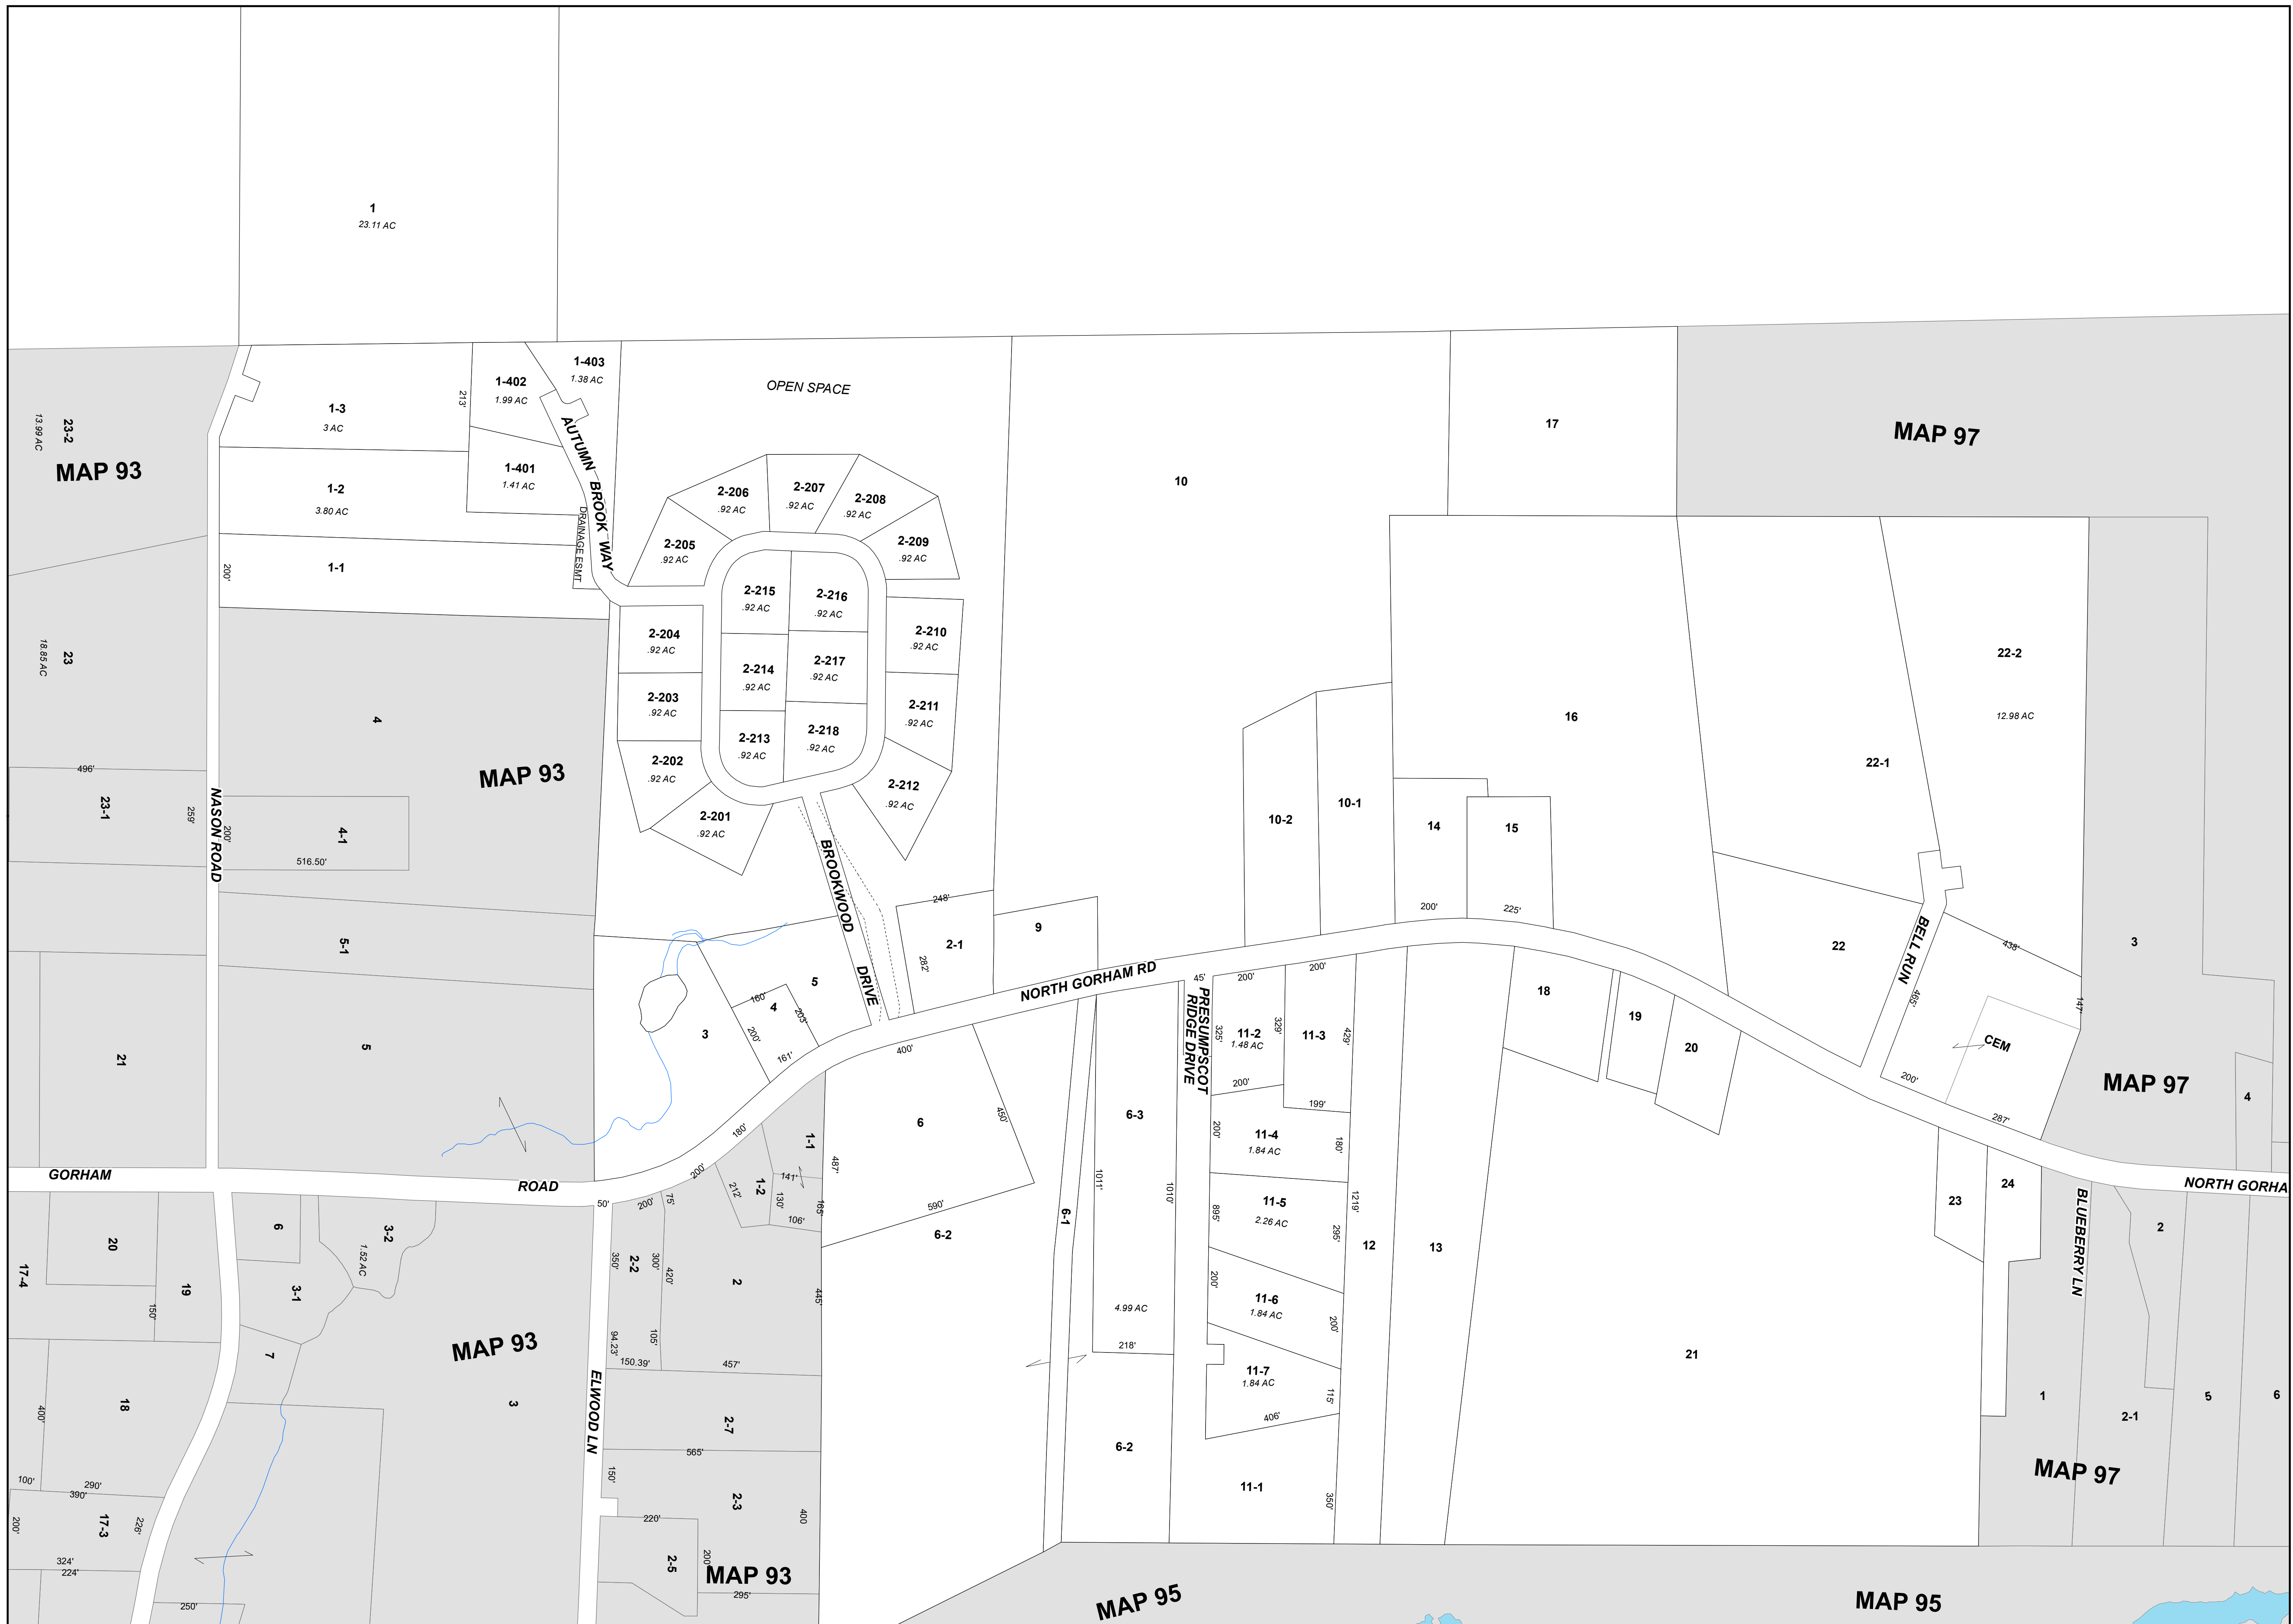 1
23.11 AC
1-403
1.38 AC
1-402
1.99 AC
213'
1-3
3 AC
OPEN SPACE
17
MAP 97
23-2
13.99 AC
MAP 93
AUTUMN BROOK WAY
1-401
1.41 AC
1-2
3.80 AC
DRAINAGE ESMT
1-1
200'
10
2-206
.92 AC
2-207
.92 AC
2-208
.92 AC
2-205
.92 AC
2-209
.92 AC
2-215
.92 AC
2-216
.92 AC
2-204
.92 AC
2-210
.92 AC
2-214
.92 AC
2-217
.92 AC
2-203
.92 AC
2-211
.92 AC
2-213
.92 AC
2-218
.92 AC
2-202
.92 AC
2-212
.92 AC
2-201
.92 AC
23
18.85 AC
4
MAP 93
16
22-2
12.98 AC
22-1
496'
23-1
259'
NASON ROAD
200'
4-1
516.50'
10-2
10-1
14
200'
15
225'
BROOKWOOD
DRIVE
248'
2-1
282'
9
22
BELL RUN
438'
3
5-1
5
21
5
160'
4
203'
200'
161'
3
400'
NORTH GORHAM RD
45'
PRESUMPSCOT
RIDGE DRIVE
200'
200'
325'
11-2
1.48 AC
329'
11-3
429'
200'
199'
18
19
20
465'
147'
CEM
200'
287'
MAP 97
4
6
450'
590'
6-3
1011'
1010'
4.99 AC
218'
6-1
6-2
200'
11-4
1.84 AC
180'
11-5
2.26 AC
895'
1219'
295'
12
13
200'
11-6
1.84 AC
200'
11-7
1.84 AC
115'
406'
6-2
11-1
350'
21
23
24
BLUEBERRY LN
NORTH GORHA
2
1
2-1
5
6
MAP 97
GORHAM
ROAD
180'
200'
1-1
487'
1-2
141'
212'
130'
165'
106'
50'
200'
75'
350'
2-2
300'
420'
2
445'
94.23'
105'
150.39'
457'
20
17-4
19
150'
6
3-2
1.52 AC
3-1
7
MAP 93
3
ELWOOD LN
2-7
565'
18
400'
100'
290'
390'
200'
17-3
226'
324'
224'
250'
150'
2-3
400
220'
2-5
200'
MAP 93
295'
MAP 95
MAP 95